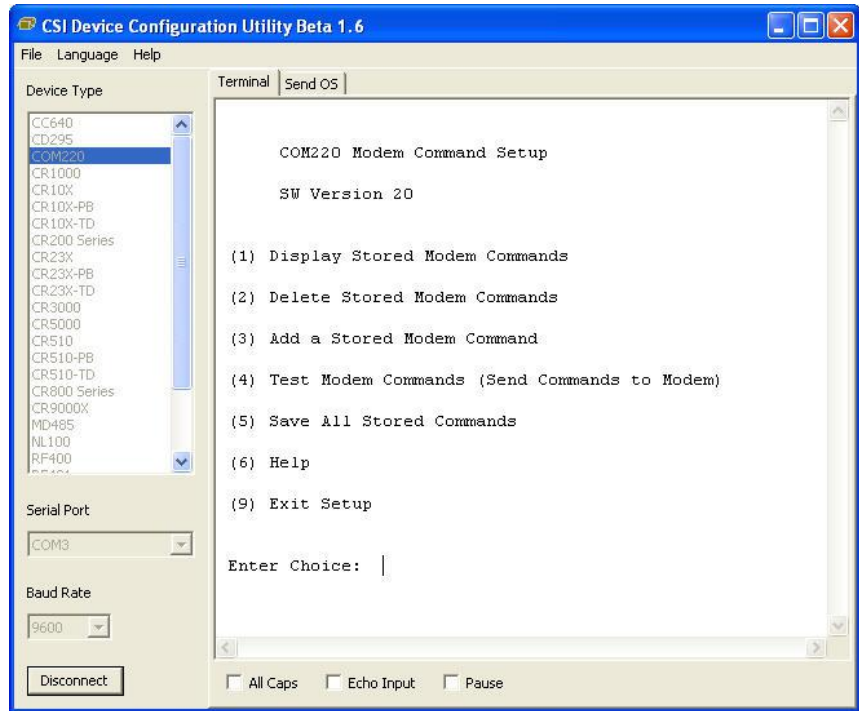 CSI Device Configuration Utility Beta 1.6
File Language Help
Device Type
CC640
CD295
COM220
CR1000
CR10X
CR10X-PB
CR10X-TD
CR200 Series
CR23X
CR23X-PB
CR23X-TD
CR3000
CR5000
CR510
CR510-PB
CR510-TD
CR800 Series
CR9000X
MD485
NL100
RF400
Serial Port
COM3
Baud Rate
9600
Disconnect
Terminal Send OS
COM220 Modem Command Setup
SW Version 20
(1) Display Stored Modem Commands
(2) Delete Stored Modem Commands
(3) Add a Stored Modem Command
(4) Test Modem Commands (Send Commands to Modem)
(5) Save All Stored Commands
(6) Help
(9) Exit Setup
Enter Choice:
All Caps Echo Input Pause